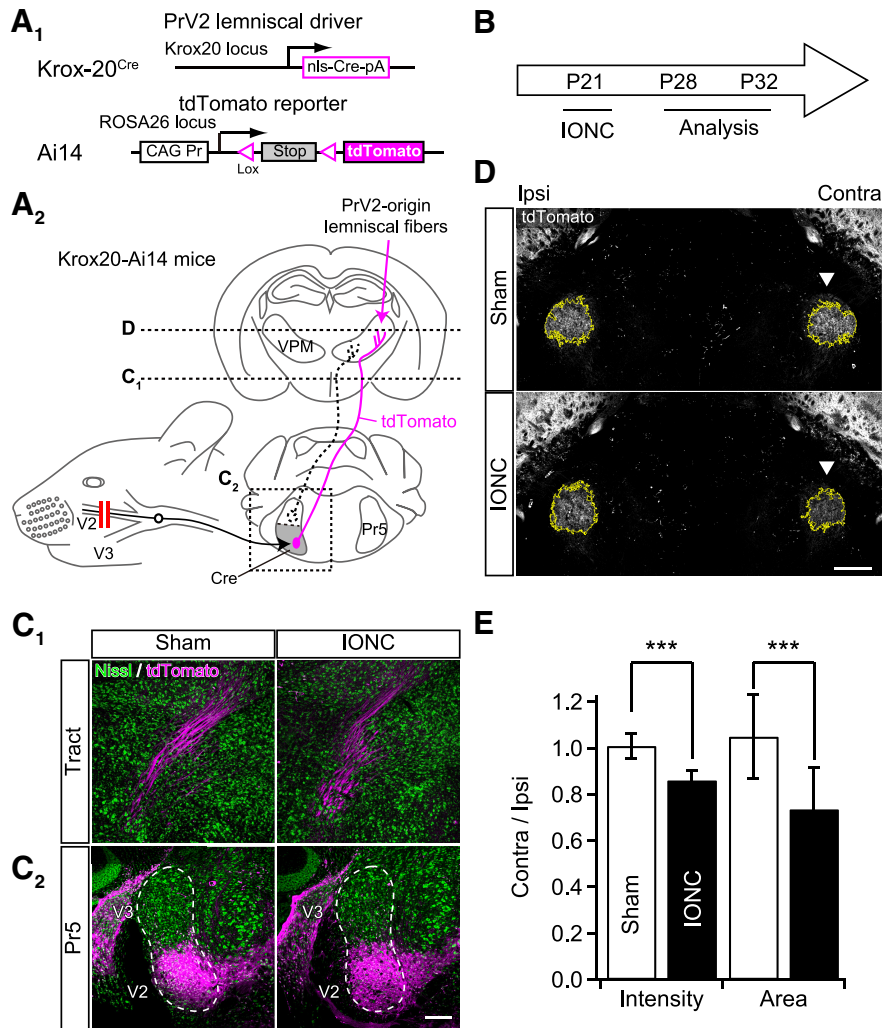 A1
PrV2 lemniscal driver
Krox20 locus
Krox-20Cre
nls-Cre-pA
tdTomato reporter
ROSA26 locus
Ai14
CAG Pr
Stop
tdTomato
Lox
A2
PrV2-origin
lemniscal fibers
Krox20-Ai14 mice
D
VPM
C1
tdTomato
C2
V2
V3
Pr5
Cre
B
P21
P28
P32
IONC
Analysis
D
Ipsi
Contra
tdTomato
Sham
IONC
C1
Sham
IONC
Nissl / tdTomato
Tract
C2
Pr5
V3
V2
V3
V2
E
***
***
Contra / Ipsi
1.2
1.0
0.8
0.6
0.4
0.2
0.0
Sham
IONC
Intensity
Area